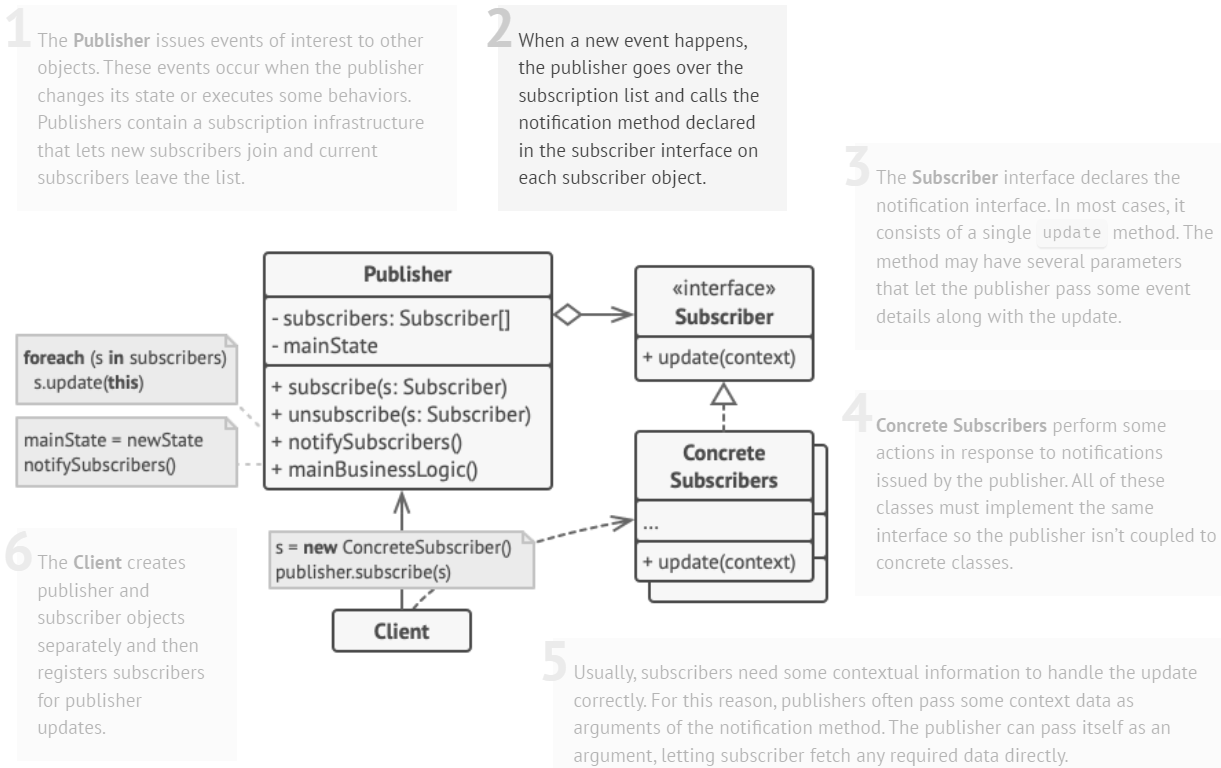 1
The Publisher issues events of interest to other
objects. These events occur when the publisher
changes its state or executes some behaviors.
Publishers contain a subscription infrastructure
that lets new subscribers join and current
subscribers leave the list.
2
When a new event happens,
the publisher goes over the
subscription list and calls the
notification method declared
in the subscriber interface on
each subscriber object.
3
The Subscriber interface declares the
notification interface. In most cases, it
consists of a single update method. The
method may have several parameters
that let the publisher pass some event
details along with the update.
Publisher
- subscribers: Subscriber[]
- mainState
+ subscribe(s: Subscriber)
+ unsubscribe(s: Subscriber)
+ notifySubscribers()
+ mainBusinessLogic()
«interface»
Subscriber
+ update(context)
foreach (s in subscribers)
s.update(this)
mainState = newState
notifySubscribers()
Concrete
Subscribers
...
+ update(context)
4
Concrete Subscribers perform some
actions in response to notifications
issued by the publisher. All of these
classes must implement the same
interface so the publisher isn’t coupled to
concrete classes.
s = new ConcreteSubscriber()
publisher.subscribe(s)
Client
6
The Client creates
publisher and
subscriber objects
separately and then
registers subscribers
for publisher
updates.
5
Usually, subscribers need some contextual information to handle the update
correctly. For this reason, publishers often pass some context data as
arguments of the notification method. The publisher can pass itself as an
argument, letting subscriber fetch any required data directly.